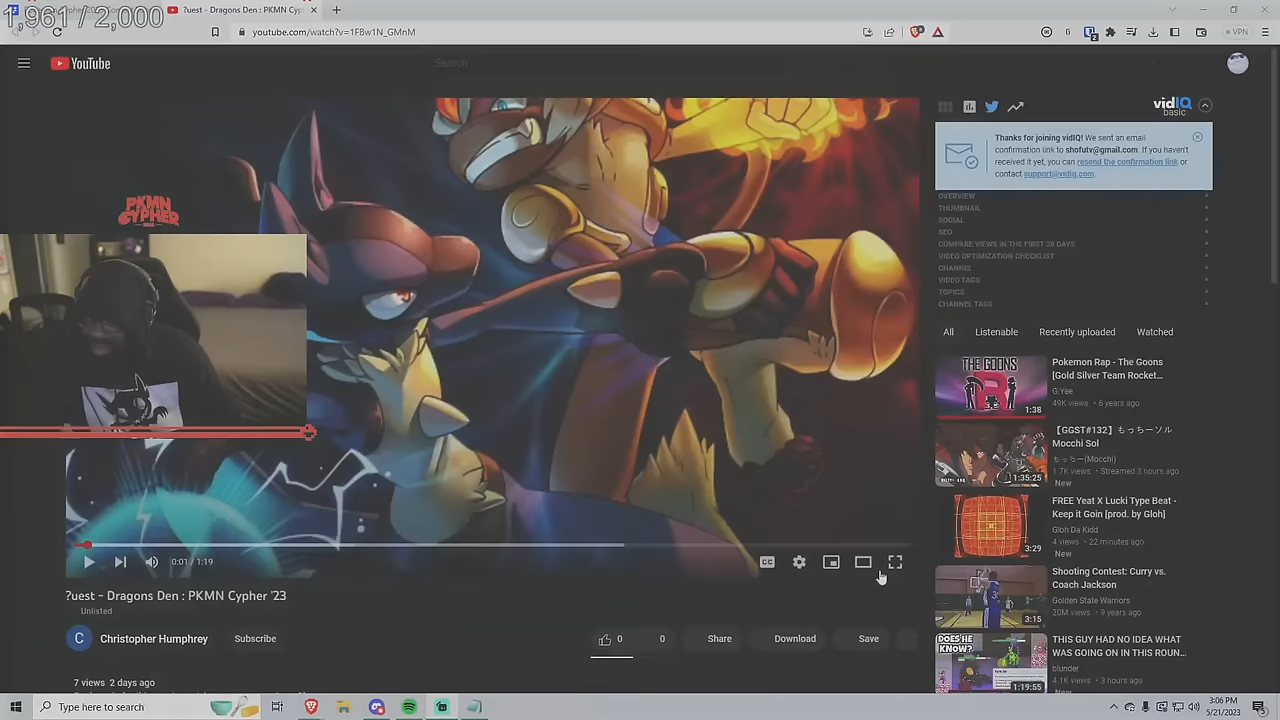 1,961 / 2,000
?uest - Dragons Den : PKMN Cyp
youtube.com/watch?v=1F8w1N_GMnM
VPN
YouTube
Search
PKMN
CYPHER
vidIQ
basic
Thanks for joining vidIQ! We sent an email
confirmation link to shofutv@gmail.com. If you haven't
received it yet, you can resend the confirmation link or
contact support@vidiq.com.
OVERVIEW
THUMBNAIL
SOCIAL
SEO
COMPARE VIEWS IN THE FIRST 28 DAYS
VIDEO OPTIMIZATION CHECKLIST
CHANNEL
VIDEO TAGS
TOPICS
CHANNEL TAGS
All
Listenable
Recently uploaded
Watched
THE GOONS
1:38
Pokemon Rap - The Goons
[Gold Silver Team Rocket...
G.Yee
49K views • 6 years ago
1:35:25
【GGST#132】もっちーソル
Mocchi Sol
もっちー(Mocchi)
1.7K views • Streamed 3 hours ago
New
3:29
FREE Yeat X Lucki Type Beat -
Keep it Goin [prod. by Gloh]
Gloh Da Kidd
4 views • 22 minutes ago
New
3:15
Shooting Contest: Curry vs.
Coach Jackson
Golden State Warriors
20M views • 9 years ago
DOES HE
KNOW?
1:19:55
THIS GUY HAD NO IDEA WHAT
WAS GOING ON IN THIS ROUN...
blunder
4.1K views • 3 hours ago
New
0:01 / 1:19
CC
?uest - Dragons Den : PKMN Cypher '23
Unlisted
C
Christopher Humphrey
Subscribe
0
0
Share
Download
Save
7 views 2 days ago
Type here to search
3:06 PM
5/21/2023